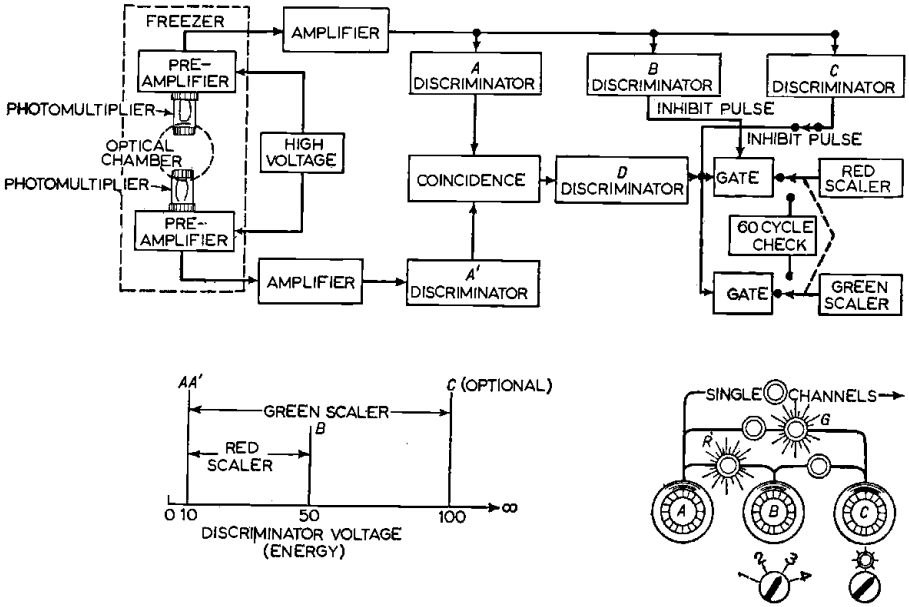 FREEZER
AMPLIFIER
PRE-
AMPLIFIER
PHOTOMULTIPLIER
OPTICAL
CHAMBER
PHOTOMULTIPLIER
PRE-
AMPLIFIER
HIGH
VOLTAGE
AMPLIFIER
A
DISCRIMINATOR
B
DISCRIMINATOR
C
DISCRIMINATOR
INHIBIT PULSE
INHIBIT PULSE
COINCIDENCE
D
DISCRIMINATOR
GATE
RED
SCALER
60 CYCLE
CHECK
A'
DISCRIMINATOR
GATE
GREEN
SCALER
AA'
C (OPTIONAL)
GREEN SCALER
B
RED
SCALER
0 10 50 100 ∞
DISCRIMINATOR VOLTAGE
(ENERGY)
SINGLE CHANNELS
G
R
A B C
1 2 3 4